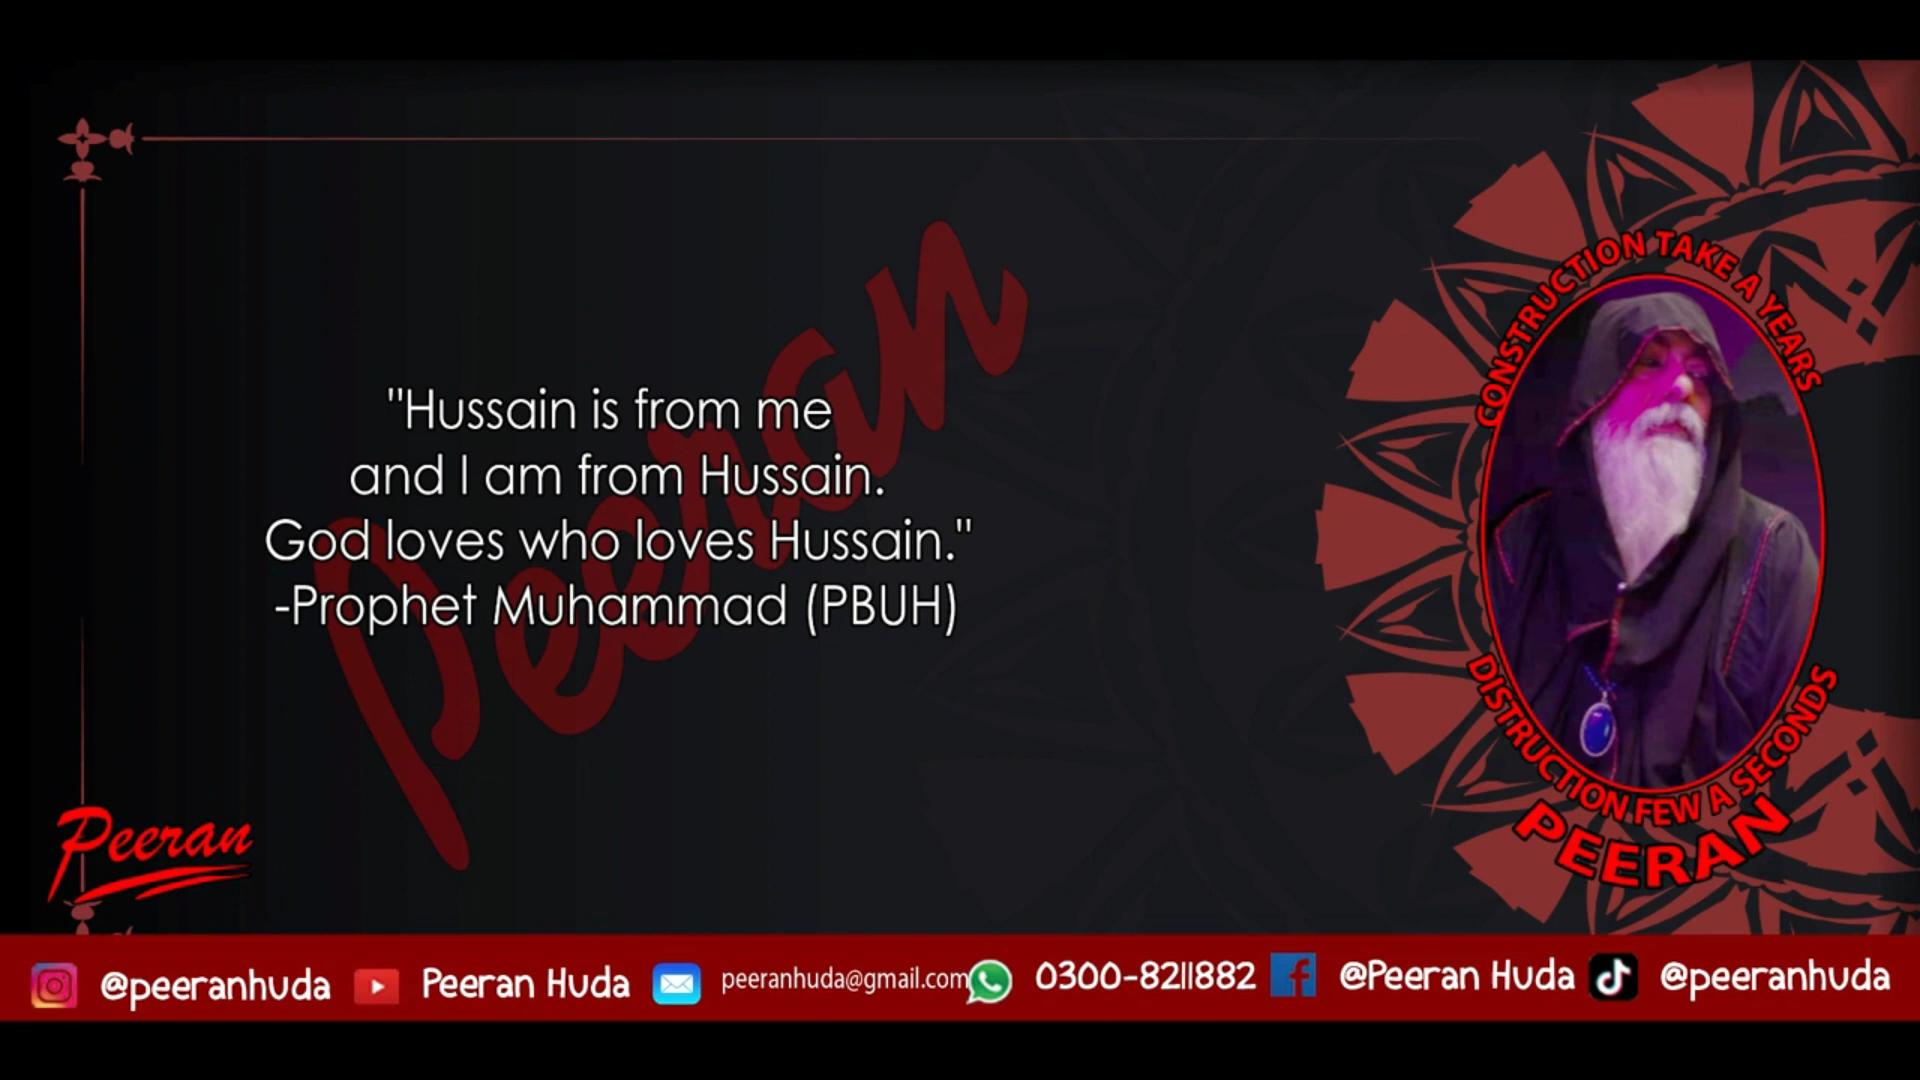 "Hussain is from me
and I am from Hussain.
God loves who loves Hussain."
-Prophet Muhammad (PBUH)
Peeran
CONSTRUCTION TAKE A YEARS
DISTRUCTION FEW A SECONDS
PEERAN
Peeran
@peeranhuda Peeran Huda peeranhuda@gmail.com 0300-8211882 @Peeran Huda @peeranhuda